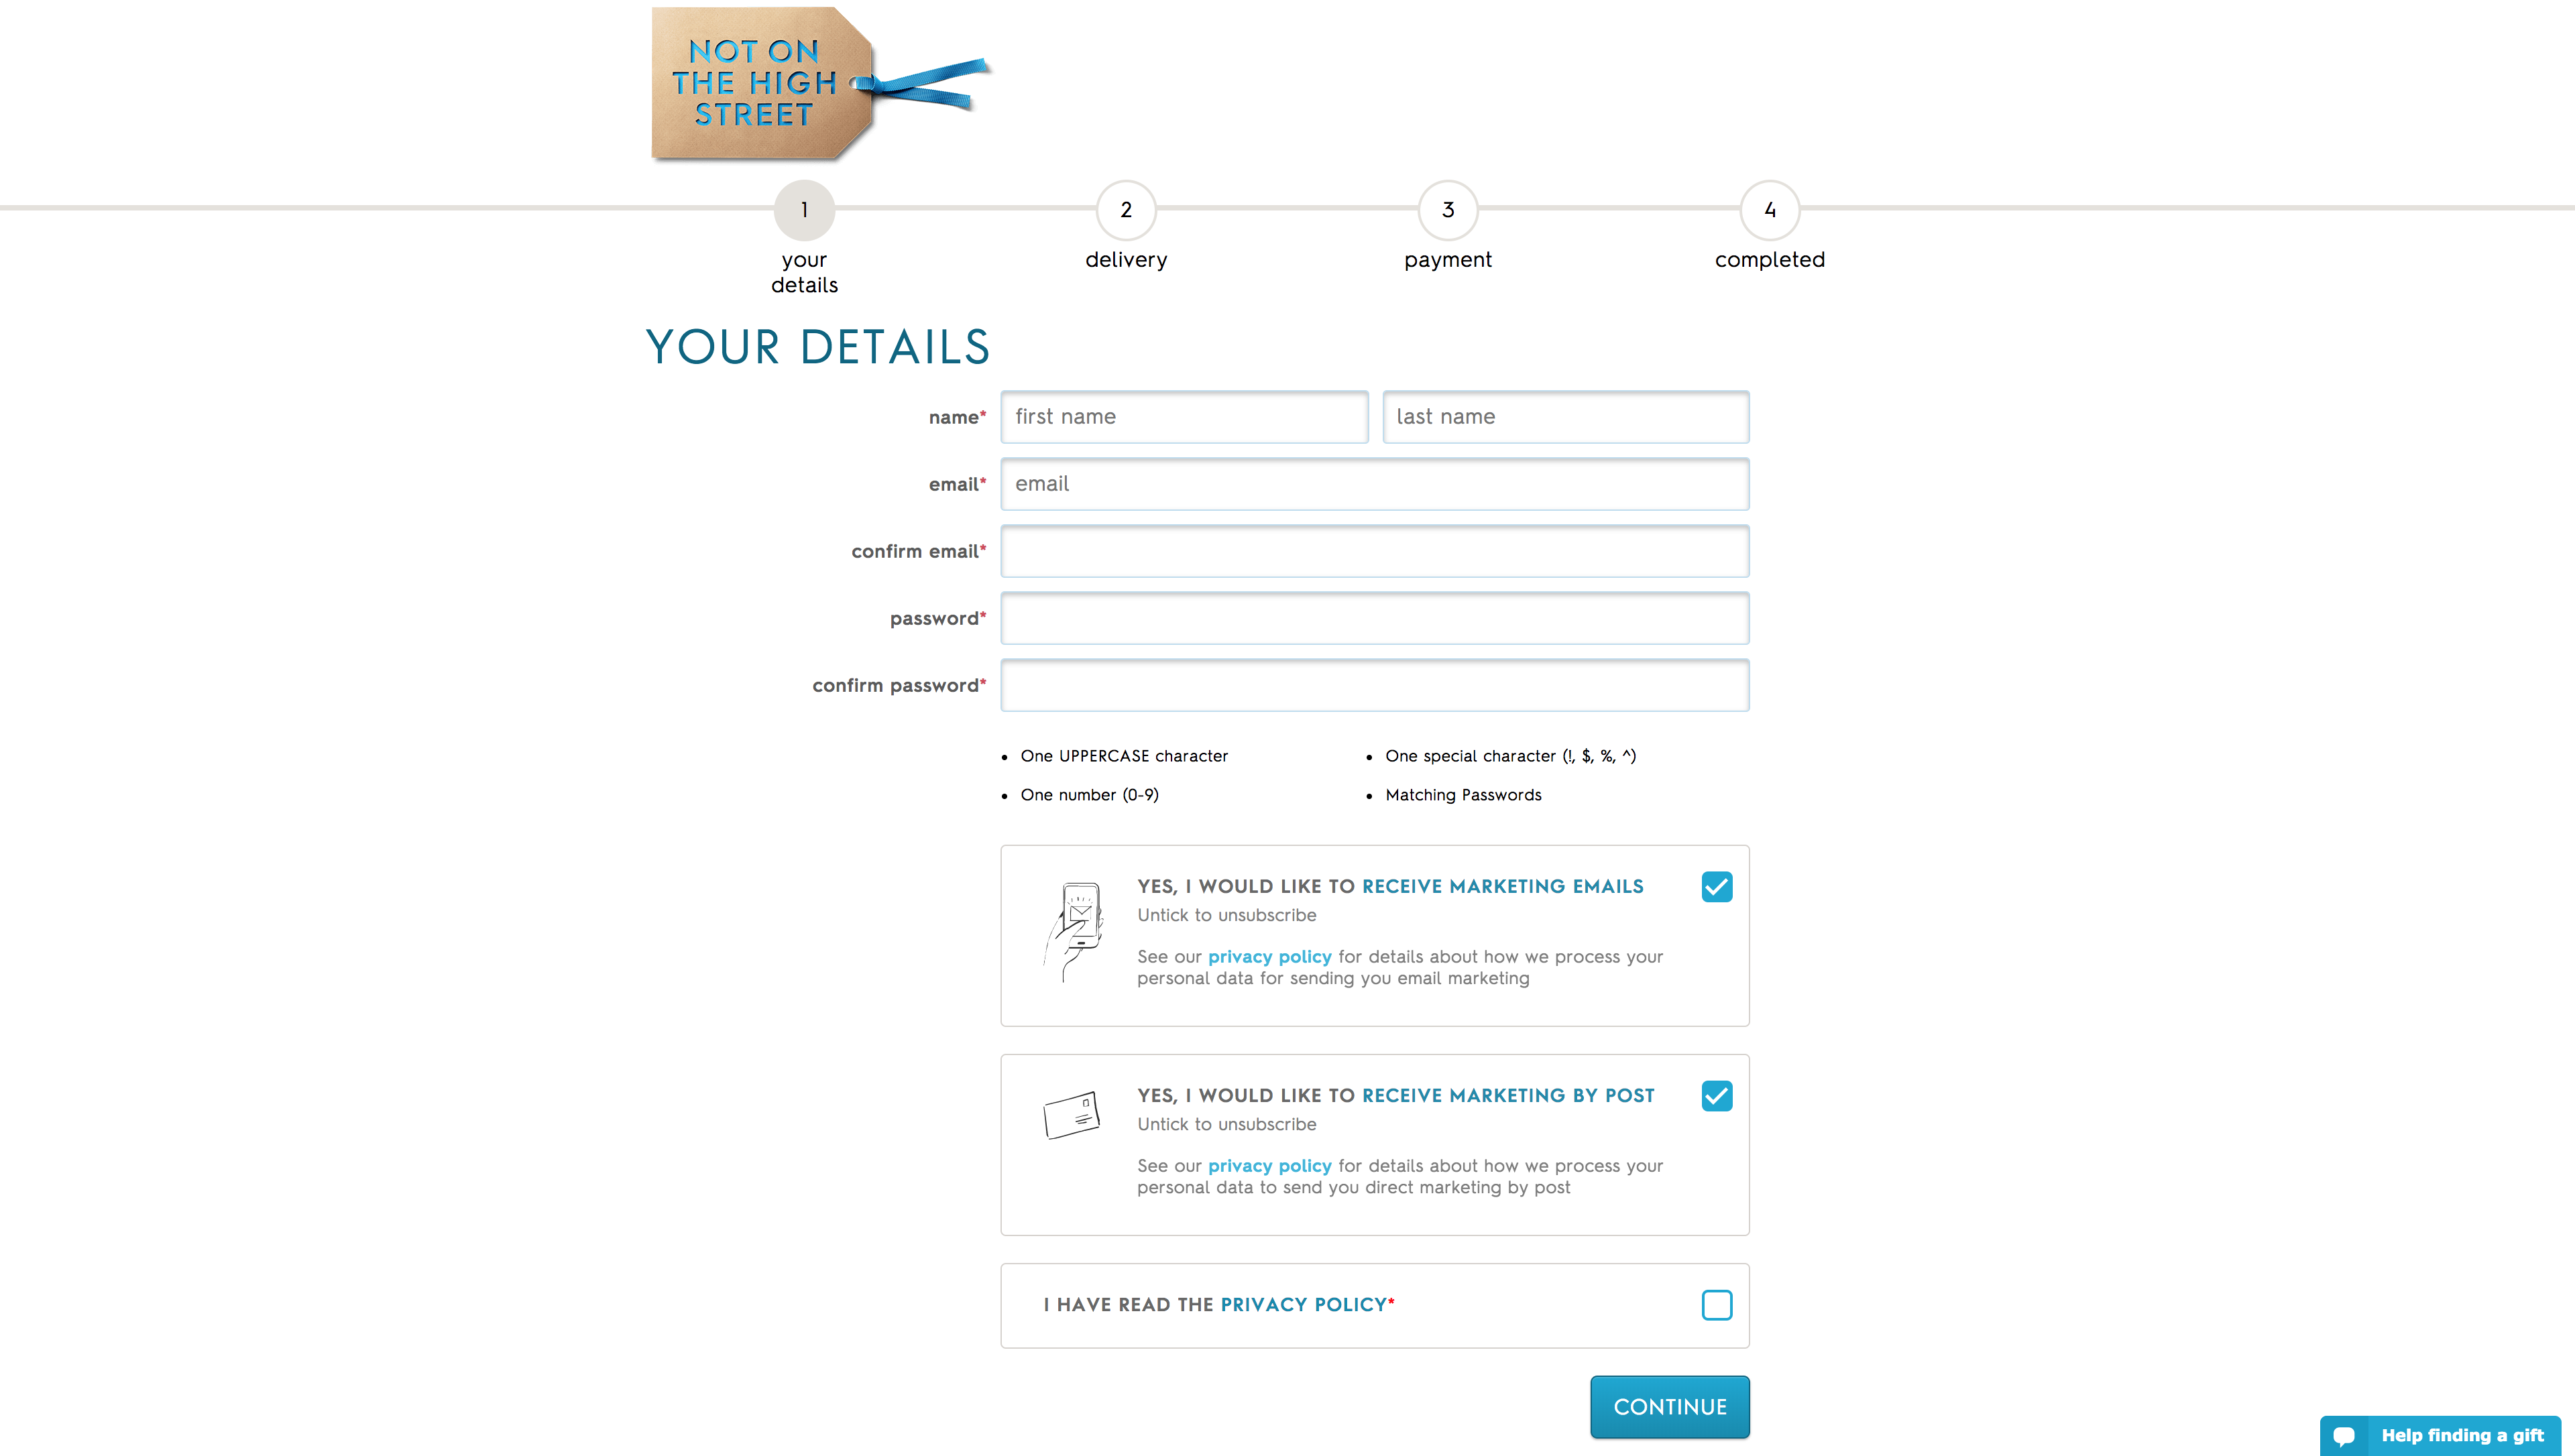 NOT ON
THE HIGH
STREET
1
2
3
4
your
details
delivery
payment
completed
YOUR DETAILS
name*
first name
last name
email*
email
confirm email*
password*
confirm password*
• One UPPERCASE character
• One special character (!, $, %, ^)
• One number (0-9)
• Matching Passwords
YES, I WOULD LIKE TO RECEIVE MARKETING EMAILS
Untick to unsubscribe
See our privacy policy for details about how we process your
personal data for sending you email marketing
YES, I WOULD LIKE TO RECEIVE MARKETING BY POST
Untick to unsubscribe
See our privacy policy for details about how we process your
personal data to send you direct marketing by post
I HAVE READ THE PRIVACY POLICY*
CONTINUE
Help finding a gift